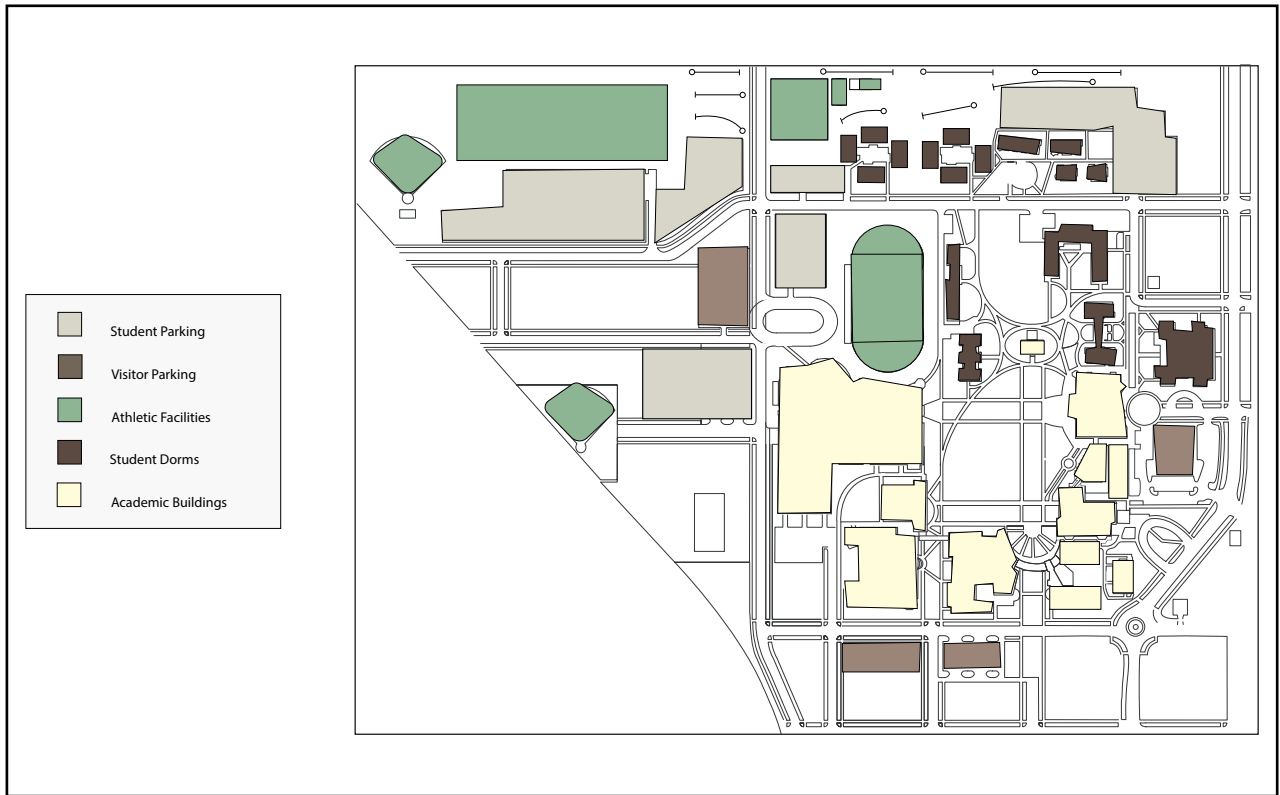 Student Parking
Visitor Parking
Athletic Facilities
Student Dorms
Academic Buildings